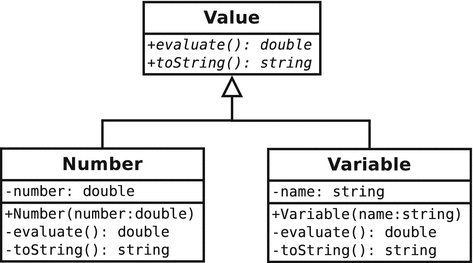 Value
+evaluate(): double
+toString(): string
Number
-number: double
+Number(number:double)
-evaluate(): double
-toString(): string
Variable
-name: string
+Variable(name:string)
-evaluate(): double
-toString(): string